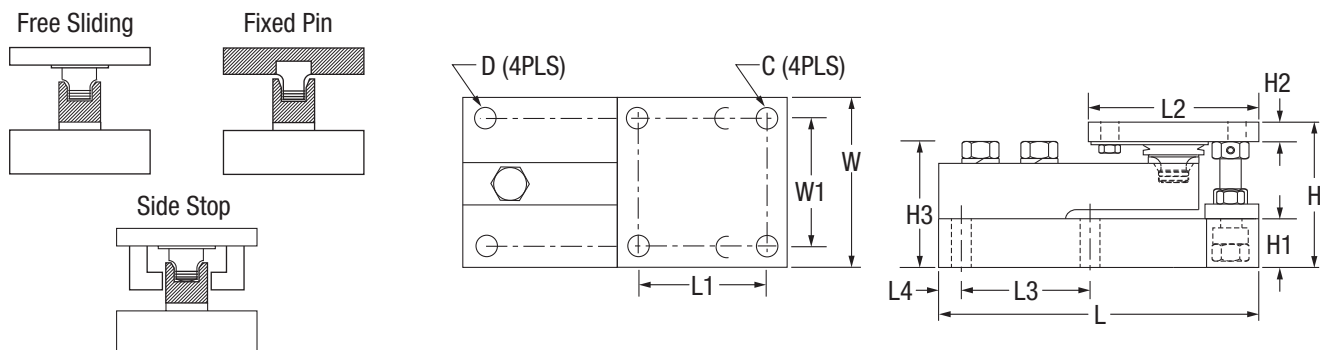 Free Sliding
Fixed Pin
Side Stop
D (4PLS)
C (4PLS)
W1
W
L1
L2
H2
H3
H
H1
L4
L3
L